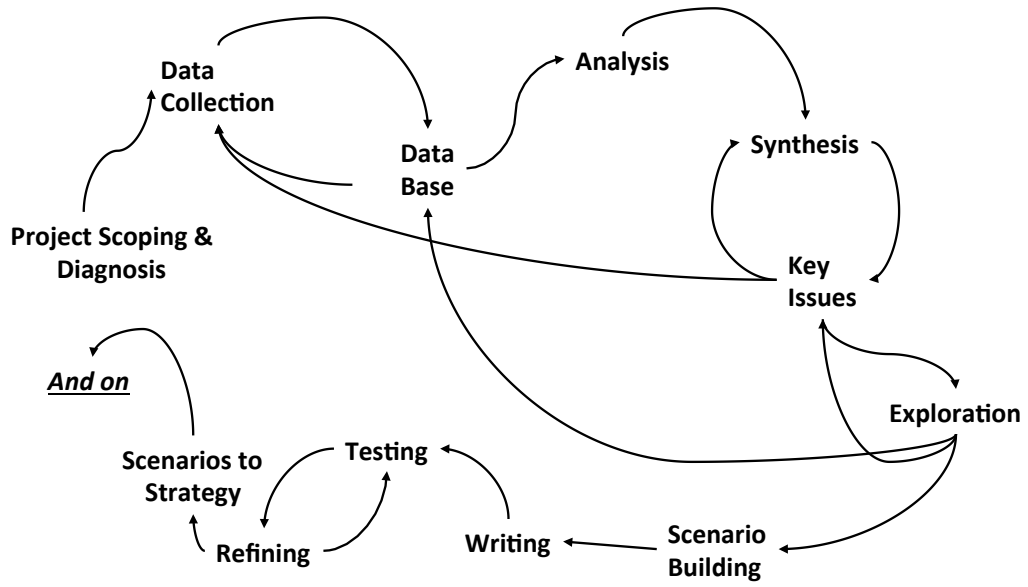 Data
Collection
Analysis
Data
Base
Synthesis
Project Scoping &
Diagnosis
Key
Issues
And on
Exploration
Scenarios to
Strategy
Testing
Refining
Writing
Scenario
Building